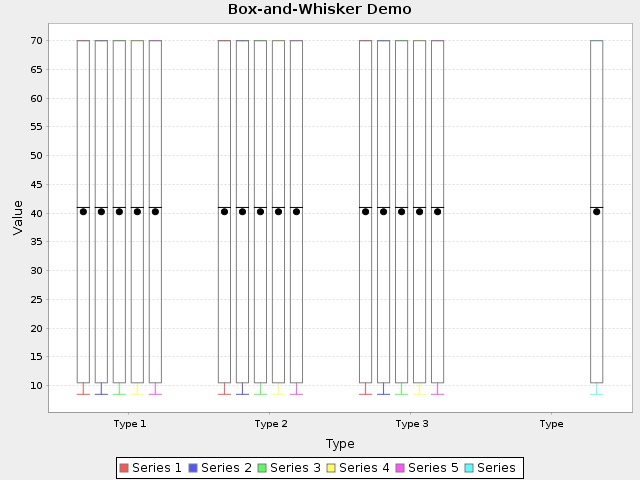 Box-and-Whisker Demo
70
65
60
55
50
45
40
35
30
25
20
15
10
Value
Type 1 Type 2 Type 3 Type
Type
Series 1 Series 2 Series 3 Series 4 Series 5 Series